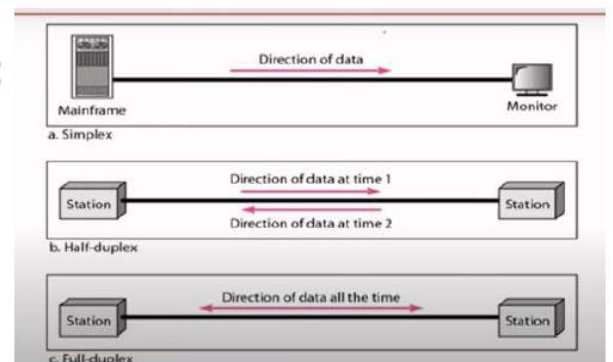 Direction of data
Mainframe
Monitor
a. Simplex
Direction of data at time 1
Station
Station
Direction of data at time 2
b. Half-duplex
Direction of data all the time
Station
Station
c. Full-duplex